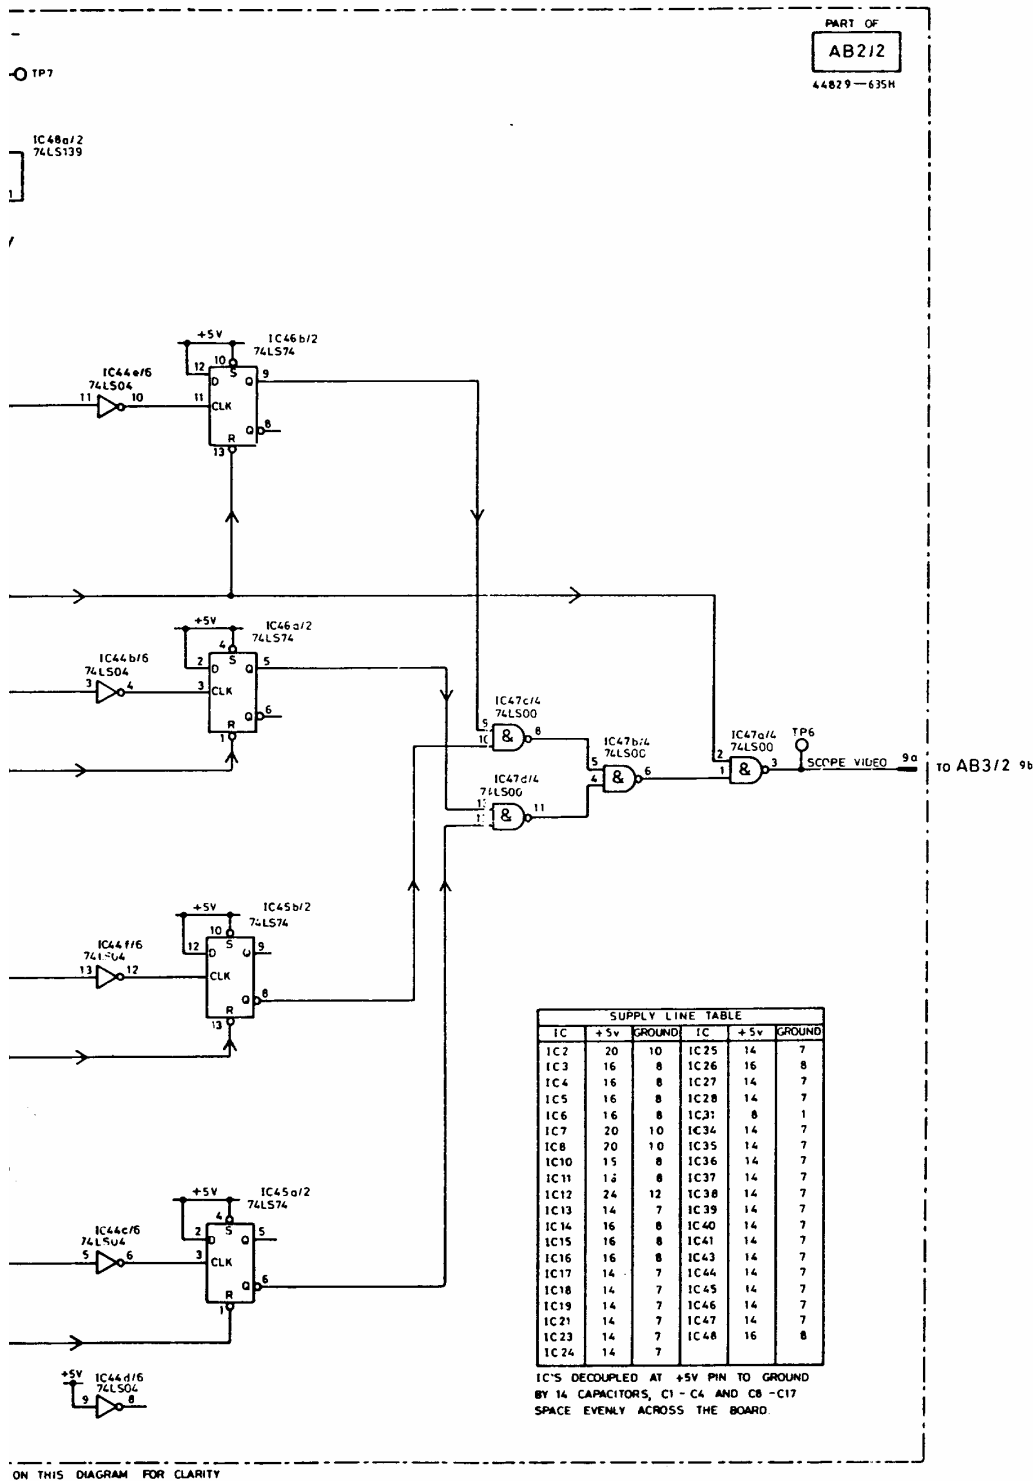 PART OF
AB2/2
44829-635H
TP7
IC48a/2
74LS139
1
+5V
IC46b/2
74LS74
10
12
S
D
Q
9
IC44e/6
74LS04
11
10
11
CLK
Q
8
R
13
+5V
IC46a/2
74LS74
4
2
S
D
Q
5
IC44b/6
74LS04
3
4
3
CLK
Q
6
R
1
IC47c/4
74LS00
9
10
&
8
IC47b/4
74LS00
5
4
&
6
IC47a/4
74LS00
2
1
&
3
TP6
SCOPE VIDEO
9a
TO AB3/2 9b
IC47d/4
74LS00
&
11
+5V
IC45b/2
74LS74
10
12
S
D
Q
9
IC44f/6
74LS04
13
12
CLK
Q
8
R
13
SUPPLY LINE TABLE
IC +5v GROUND IC +5v GROUND
IC2 20 10 IC25 14 7
IC3 16 8 IC26 16 8
IC4 16 8 IC27 14 7
IC5 16 8 IC28 14 7
IC6 16 8 IC31 8 1
IC7 20 10 IC34 14 7
IC8 20 10 IC35 14 7
IC10 8 IC36 14 7
IC11 8 IC37 14 7
IC12 24 12 IC38 14 7
IC13 14 7 IC39 14 7
IC14 16 8 IC40 14 7
IC15 16 8 IC41 14 7
IC16 16 8 IC43 14 7
IC17 14 7 IC44 14 7
IC18 14 7 IC45 14 7
IC19 14 7 IC46 14 7
IC21 14 7 IC47 14 7
IC23 14 7 IC48 16 8
IC24 14 7
IC'S DECOUPLED AT +5V PIN TO GROUND
BY 14 CAPACITORS, C1 - C4 AND C8 - C17
SPACE EVENLY ACROSS THE BOARD.
+5V
IC45a/2
74LS74
4
2
S
D
Q
5
IC44c/6
74LS04
5
6
3
CLK
Q
6
R
1
+5V
IC44d/6
74LS04
9
8
ON THIS DIAGRAM FOR CLARITY